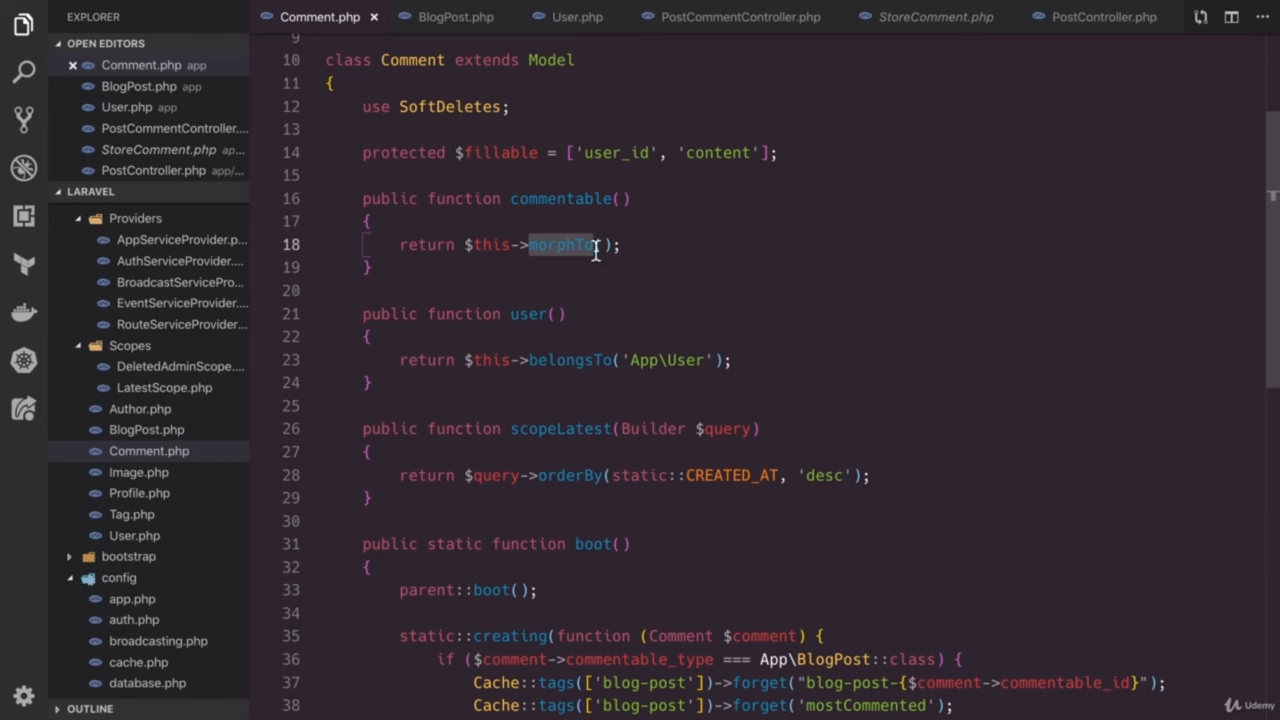 EXPLORER
Comment.php ×
BlogPost.php
User.php
PostCommentController.php
StoreComment.php
PostController.php
OPEN EDITORS
× Comment.php app
BlogPost.php app
User.php app
PostCommentController....
StoreComment.php ap...
PostController.php app/...
LARAVEL
Providers
AppServiceProvider.p...
AuthServiceProvider....
BroadcastServicePro...
EventServiceProvider....
RouteServiceProvider...
Scopes
DeletedAdminScope....
LatestScope.php
Author.php
BlogPost.php
Comment.php
Image.php
Profile.php
Tag.php
User.php
bootstrap
config
app.php
auth.php
broadcasting.php
cache.php
database.php
OUTLINE
9
10 class Comment extends Model
11 {
12 use SoftDeletes;
13
14 protected $fillable = ['user_id', 'content'];
15
16 public function commentable()
17 {
18 return $this->morphTo();
19 }
20
21 public function user()
22 {
23 return $this->belongsTo('App\User');
24 }
25
26 public function scopeLatest(Builder $query)
27 {
28 return $query->orderBy(static::CREATED_AT, 'desc');
29 }
30
31 public static function boot()
32 {
33 parent::boot();
34
35 static::creating(function (Comment $comment) {
36 if ($comment->commentable_type === App\BlogPost::class) {
37 Cache::tags(['blog-post'])->forget("blog-post-{$comment->commentable_id}");
38 Cache::tags(['blog-post'])->forget('mostCommented');
Udemy